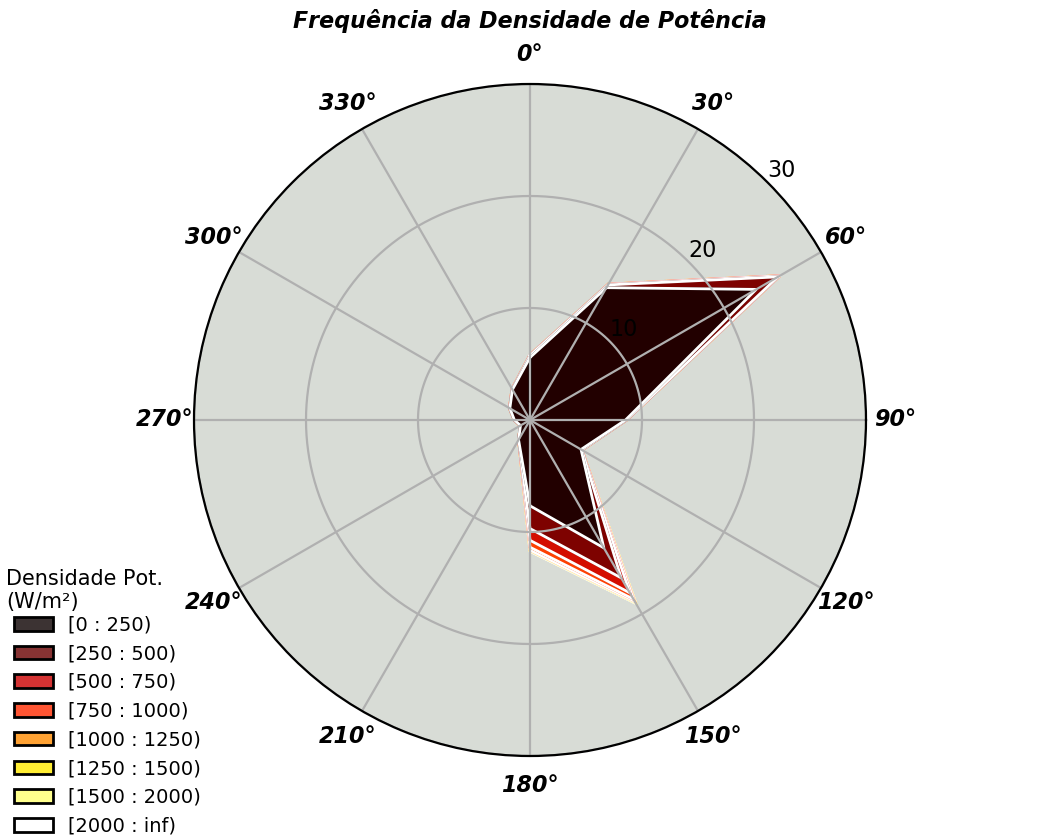 Frequência da Densidade de Potência
0°
330°
30°
30
300°
60°
20
10
270°
90°
240°
120°
210°
150°
180°
Densidade Pot.
(W/m²)
[0 : 250)
[250 : 500)
[500 : 750)
[750 : 1000)
[1000 : 1250)
[1250 : 1500)
[1500 : 2000)
[2000 : inf)